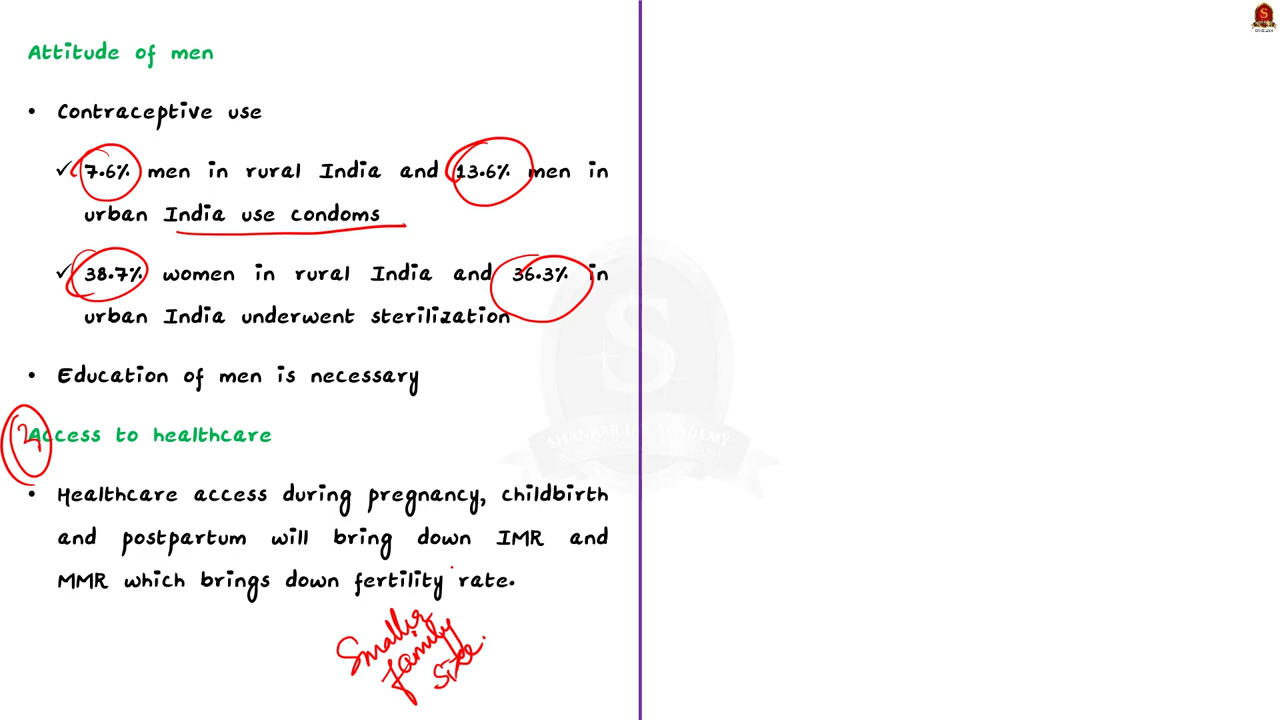 Attitude of men
• Contraceptive use
✓ 7.6% men in rural India and 13.6% men in
urban India use condoms
✓ 38.7% women in rural India and 36.3% in
urban India underwent sterilization
• Education of men is necessary
Access to healthcare
• Healthcare access during pregnancy, childbirth
and postpartum will bring down IMR and
MMR which brings down fertility rate.
Smaller
family
size.
S
SHANKAR IAS ACADEMY